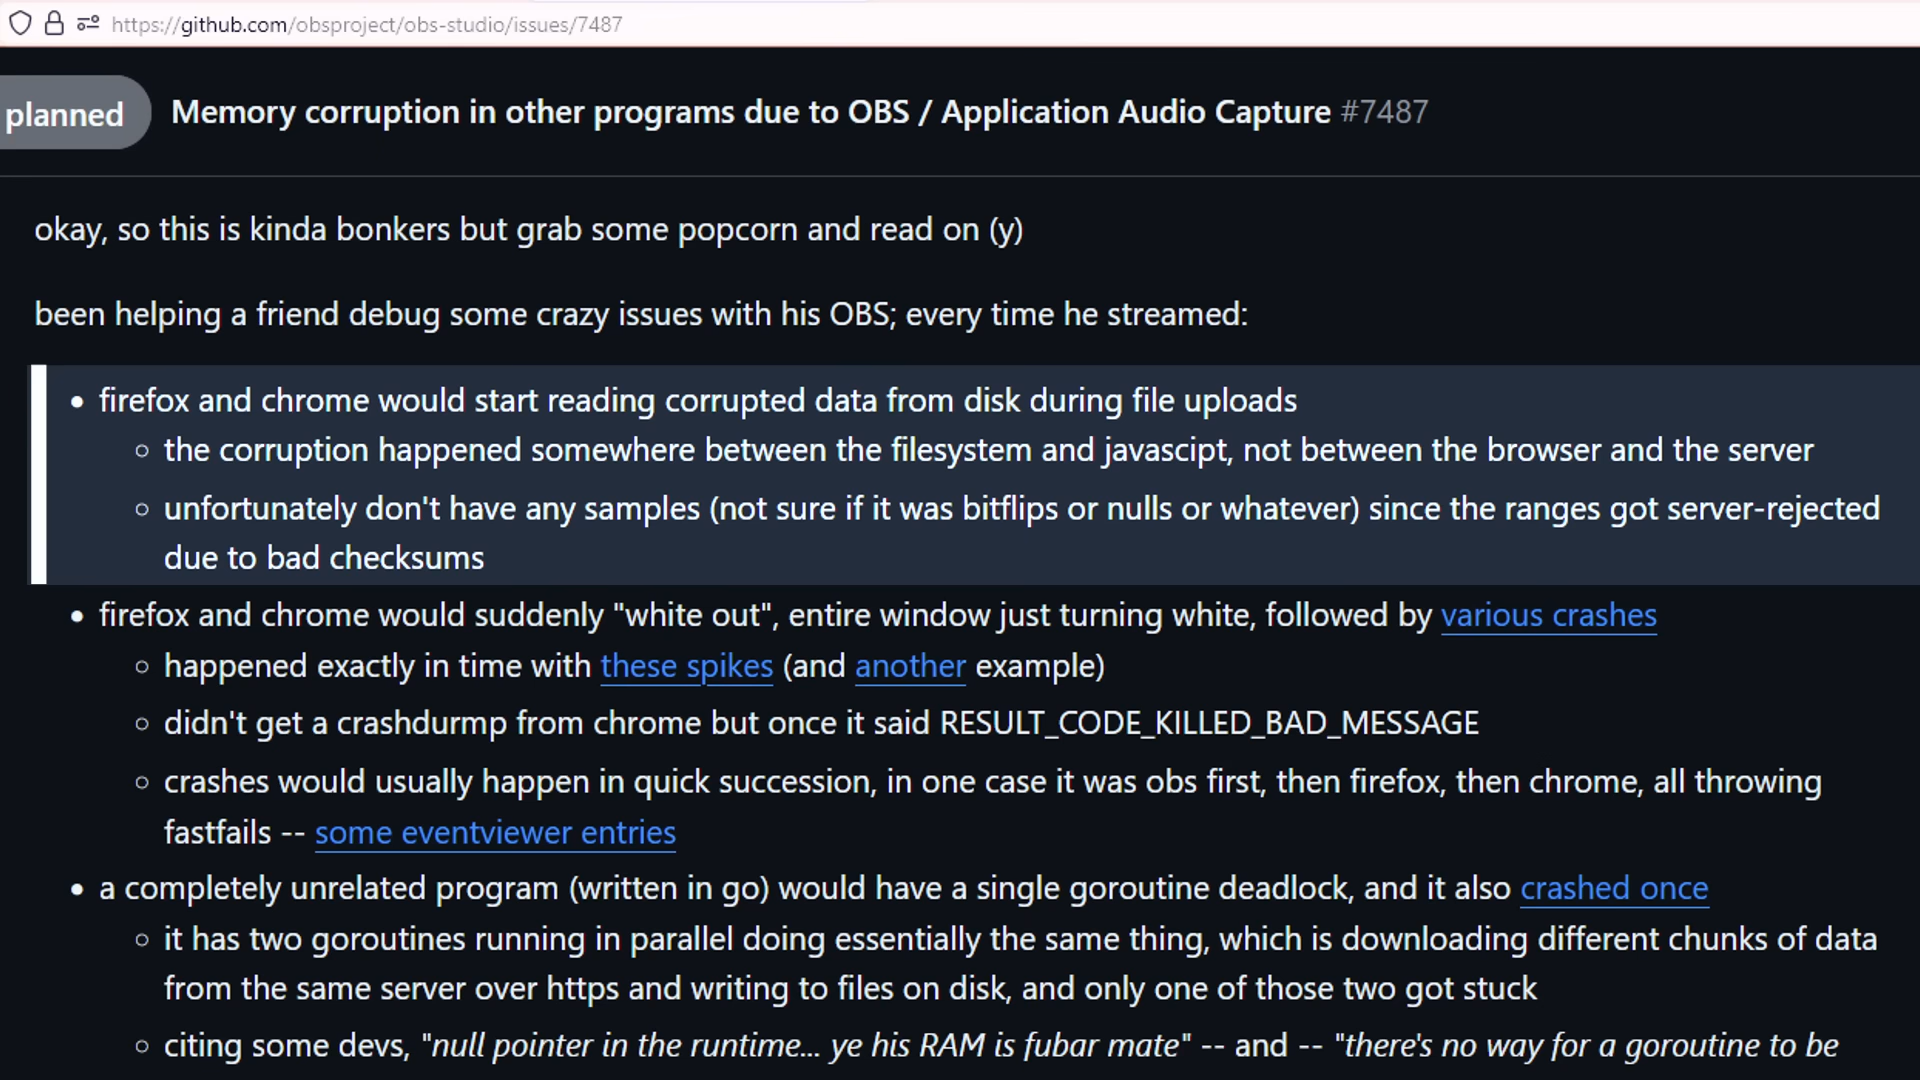 https://github.com/obsproject/obs-studio/issues/7487
planned
Memory corruption in other programs due to OBS / Application Audio Capture #7487
okay, so this is kinda bonkers but grab some popcorn and read on (y)
been helping a friend debug some crazy issues with his OBS; every time he streamed:
• firefox and chrome would start reading corrupted data from disk during file uploads
◦ the corruption happened somewhere between the filesystem and javascipt, not between the browser and the server
◦ unfortunately don't have any samples (not sure if it was bitflips or nulls or whatever) since the ranges got server-rejected
due to bad checksums
• firefox and chrome would suddenly "white out", entire window just turning white, followed by various crashes
◦ happened exactly in time with these spikes (and another example)
◦ didn't get a crashdurmp from chrome but once it said RESULT_CODE_KILLED_BAD_MESSAGE
◦ crashes would usually happen in quick succession, in one case it was obs first, then firefox, then chrome, all throwing
fastfails -- some eventviewer entries
• a completely unrelated program (written in go) would have a single goroutine deadlock, and it also crashed once
◦ it has two goroutines running in parallel doing essentially the same thing, which is downloading different chunks of data
from the same server over https and writing to files on disk, and only one of those two got stuck
◦ citing some devs, "null pointer in the runtime... ye his RAM is fubar mate" -- and -- "there's no way for a goroutine to be